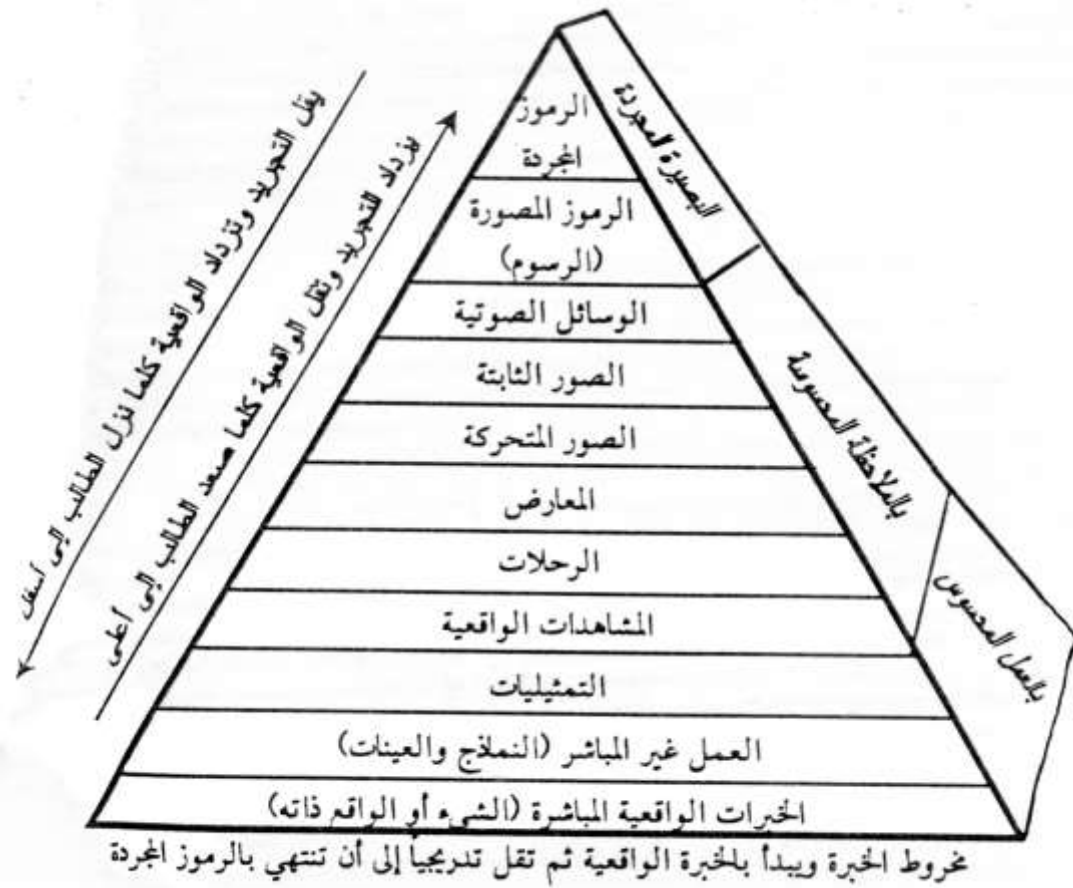 الرموز
المجردة
الرموز المصورة
(الرسوم)
الوسائل الصوتية
الصور الثابتة
الصور المتحركة
المعارض
الرحلات
المشاهدات الواقعية
التمثيليات
العمل غير المباشر (النماذج والعينات)
الخبرات الواقعية المباشرة (الشيء أو الواقع ذاته)
البصيرة المجردة
بالملاحظة المحسوسة
بالعمل المحسوس
يقل التجريد وتزداد الواقعية كلما نزل الطالب إلى أسفل
يزداد التجريد وتقل الواقعية كلما صعد الطالب إلى أعلى
مخروط الخبرة ويبدأ بالخبرة الواقعية ثم تقل تدريجياً إلى أن تنتهي بالرموز المجردة